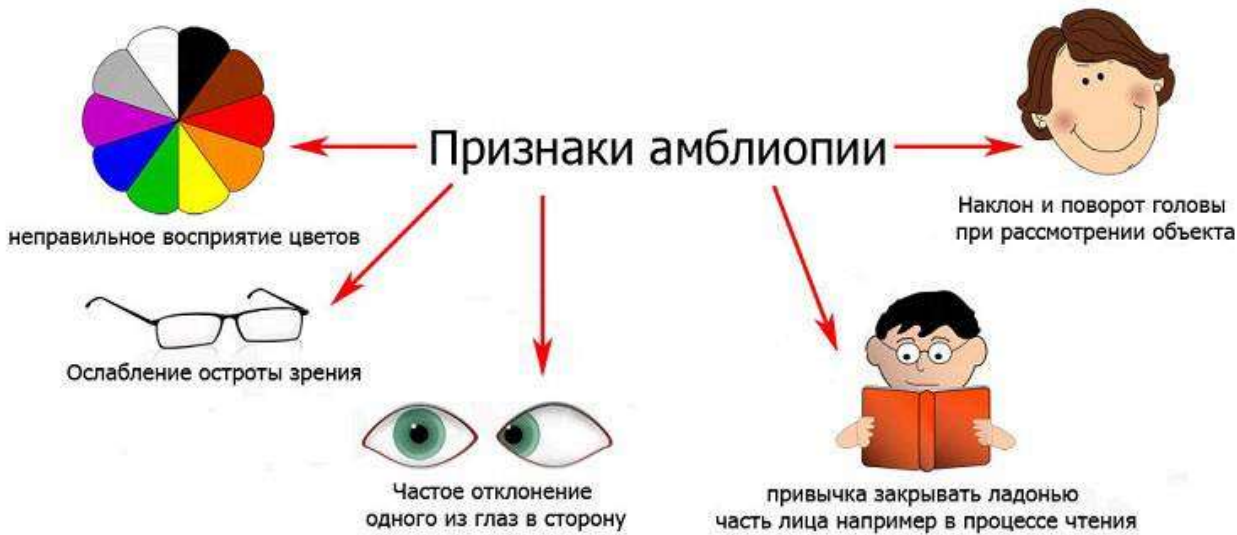 Признаки амблиопии
неправильное восприятие цветов
Ослабление остроты зрения
Частое отклонение
одного из глаз в сторону
привычка закрывать ладонью
часть лица например в процессе чтения
Наклон и поворот головы
при рассмотрении объекта